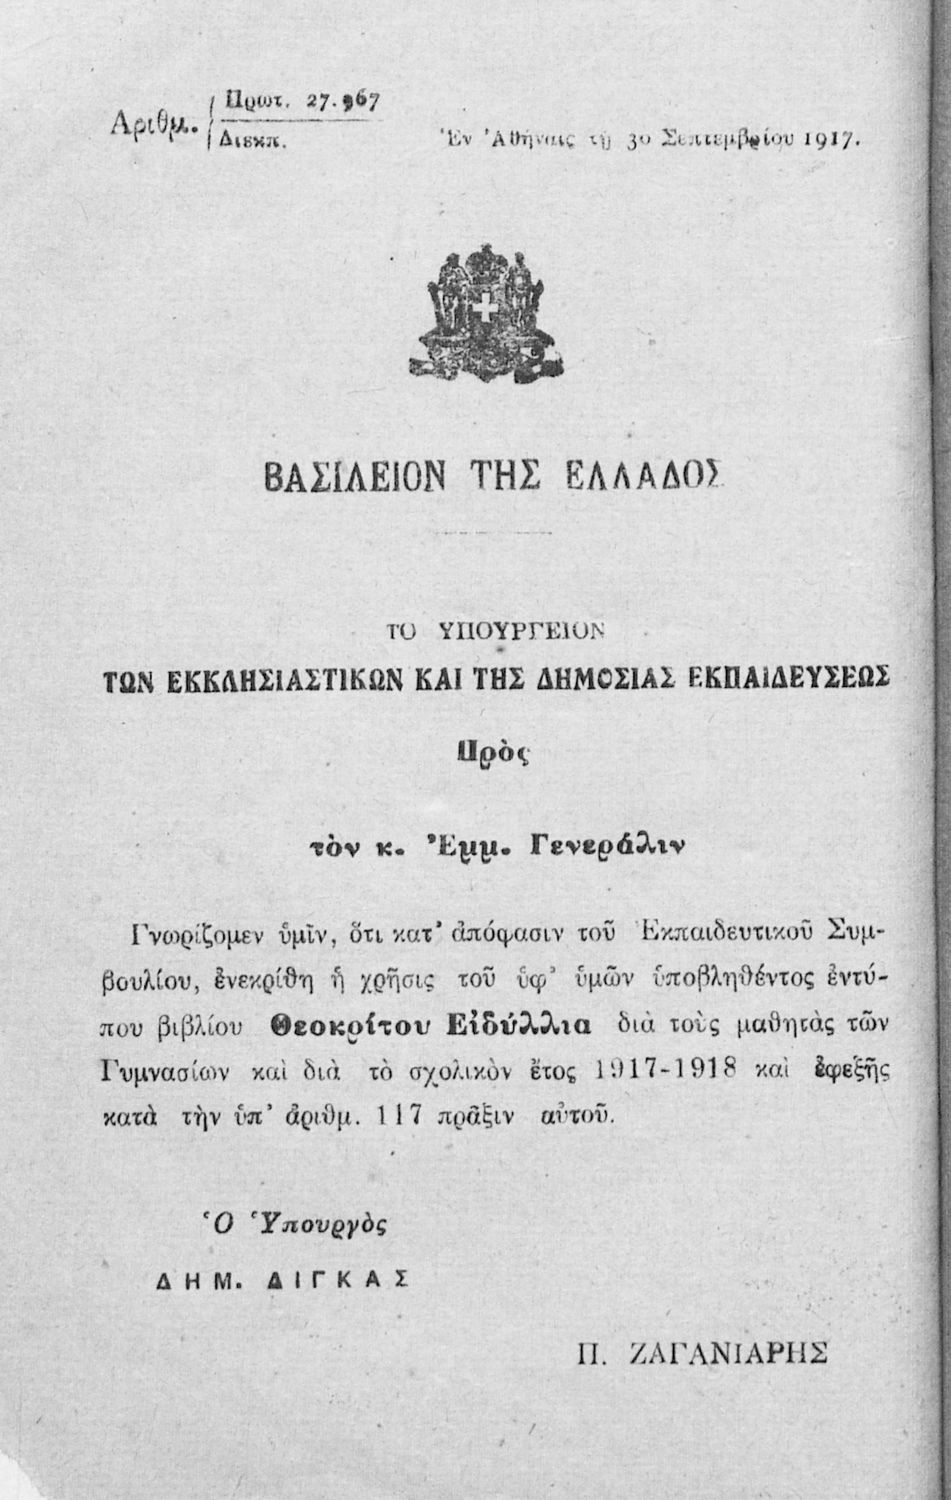 Ἀριθμ. Πρωτ. 27.967
Διεκπ.
Ἐν Ἀθήναις τῇ 30 Σεπτεμβρίου 1917.
ΒΑΣΙΛΕΙΟΝ ΤΗΣ ΕΛΛΑΔΟΣ
ΤΟ ΥΠΟΥΡΓΕΙΟΝ
ΤΩΝ ΕΚΚΛΗΣΙΑΣΤΙΚΩΝ ΚΑΙ ΤΗΣ ΔΗΜΟΣΙΑΣ ΕΚΠΑΙΔΕΥΣΕΩΣ
Πρὸς
τὸν κ. Ἐμμ. Γενεράλιν
Γνωρίζομεν ὑμῖν, ὅτι κατ' ἀπόφασιν τοῦ Ἐκπαιδευτικοῦ Συμ-
βουλίου, ἐνεκρίθη ἡ χρῆσις τοῦ ὑφ' ὑμῶν ὑποβληθέντος ἐντύ-
που βιβλίου Θεοκρίτου Εἰδύλλια διὰ τοὺς μαθητὰς τῶν
Γυμνασίων καὶ διὰ τὸ σχολικὸν ἔτος 1917-1918 καὶ ἐφεξῆς
κατὰ τὴν ὑπ' ἀριθμ. 117 πρᾶξιν αὐτοῦ.
Ὁ Ὑπουργὸς
ΔΗΜ. ΔΙΓΚΑΣ
Π. ΖΑΓΑΝΙΑΡΗΣ